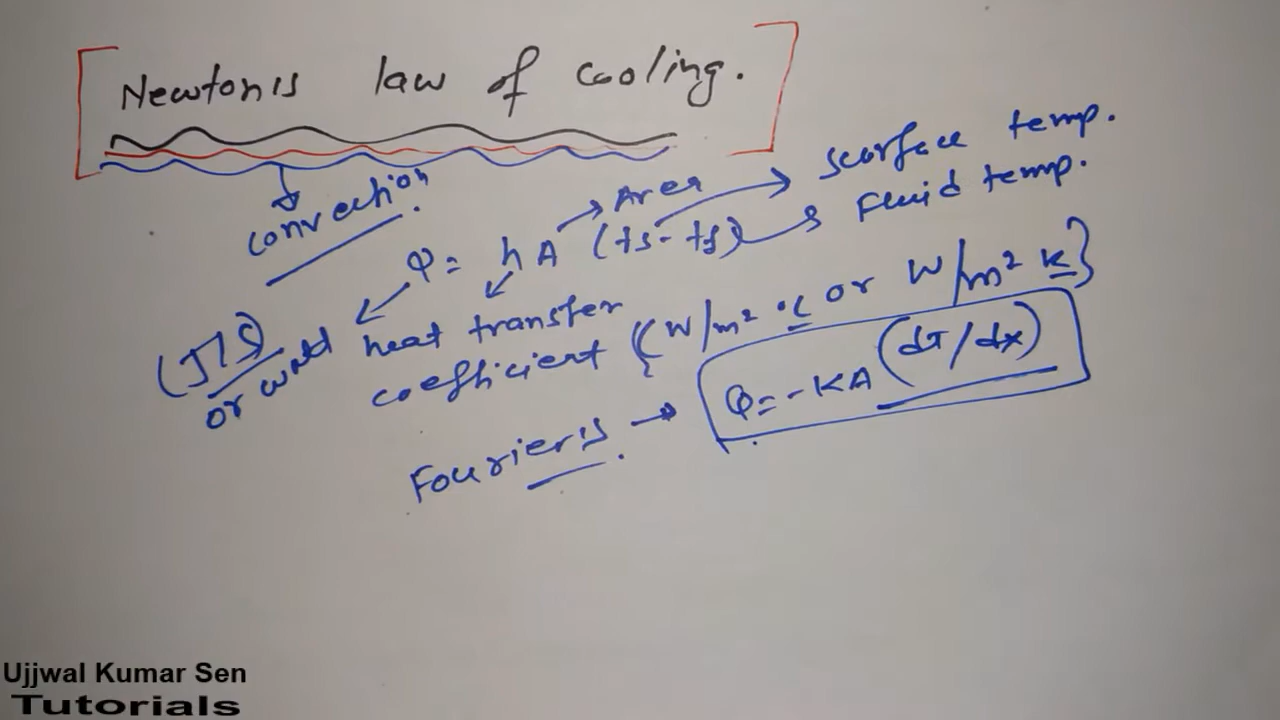 Newton's law of cooling.
convection.
Area
surface temp.
Q = hA (ts - tf)
Fluid temp.
(J/S)
or watt
heat transfer
coefficient (W/m² °C or W/m² K}
Fourier's.
Q = -KA (dT/dx)
Ujjwal Kumar Sen
Tutorials